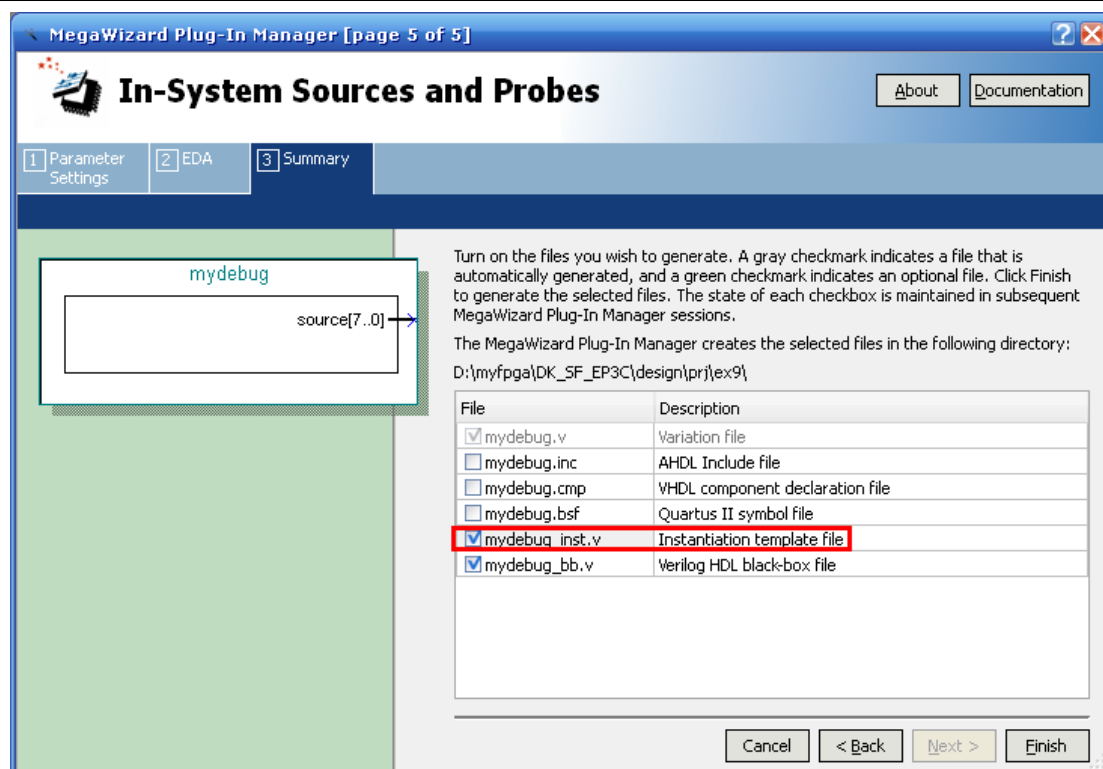 MegaWizard Plug-In Manager [page 5 of 5]
In-System Sources and Probes
About
Documentation
1 Parameter Settings
2 EDA
3 Summary
mydebug
source[7..0]
Turn on the files you wish to generate. A gray checkmark indicates a file that is
automatically generated, and a green checkmark indicates an optional file. Click Finish
to generate the selected files. The state of each checkbox is maintained in subsequent
MegaWizard Plug-In Manager sessions.
The MegaWizard Plug-In Manager creates the selected files in the following directory:
D:\myfpga\DK_SF_EP3C\design\prj\ex9\
File Description
mydebug.v Variation file
mydebug.inc AHDL Include file
mydebug.cmp VHDL component declaration file
mydebug.bsf Quartus II symbol file
mydebug_inst.v Instantiation template file
mydebug_bb.v Verilog HDL black-box file
Cancel
< Back
Next >
Finish